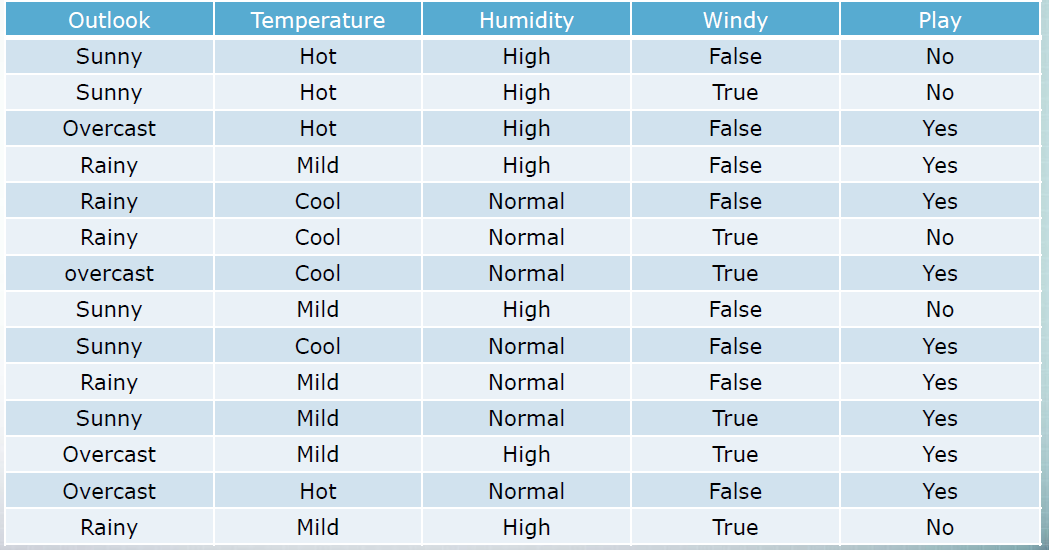 Outlook Temperature Humidity Windy Play
Sunny Hot High False No
Sunny Hot High True No
Overcast Hot High False Yes
Rainy Mild High False Yes
Rainy Cool Normal False Yes
Rainy Cool Normal True No
overcast Cool Normal True Yes
Sunny Mild High False No
Sunny Cool Normal False Yes
Rainy Mild Normal False Yes
Sunny Mild Normal True Yes
Overcast Mild High True Yes
Overcast Hot Normal False Yes
Rainy Mild High True No